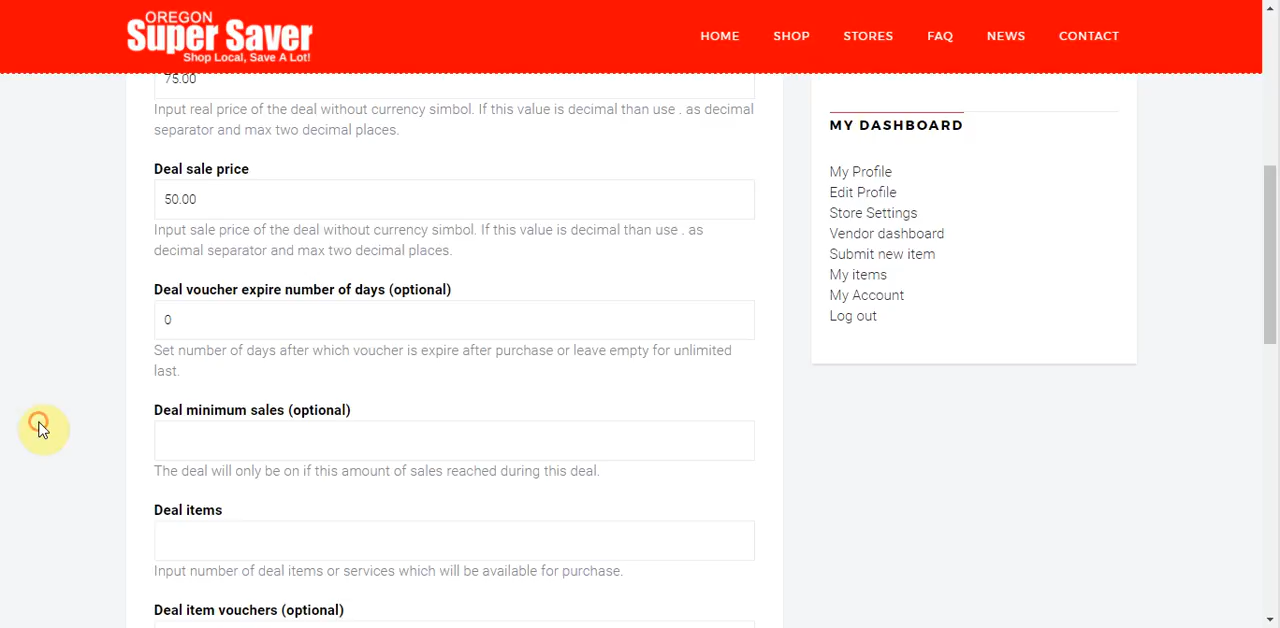 OREGON
Super Saver
Shop Local, Save A Lot!
HOME
SHOP
STORES
FAQ
NEWS
CONTACT
75.00
Input real price of the deal without currency simbol. If this value is decimal than use . as decimal
separator and max two decimal places.
Deal sale price
50.00
Input sale price of the deal without currency simbol. If this value is decimal than use . as
decimal separator and max two decimal places.
Deal voucher expire number of days (optional)
0
Set number of days after which voucher is expire after purchase or leave empty for unlimited
last.
Deal minimum sales (optional)
The deal will only be on if this amount of sales reached during this deal.
Deal items
Input number of deal items or services which will be available for purchase.
Deal item vouchers (optional)
MY DASHBOARD
My Profile
Edit Profile
Store Settings
Vendor dashboard
Submit new item
My items
My Account
Log out